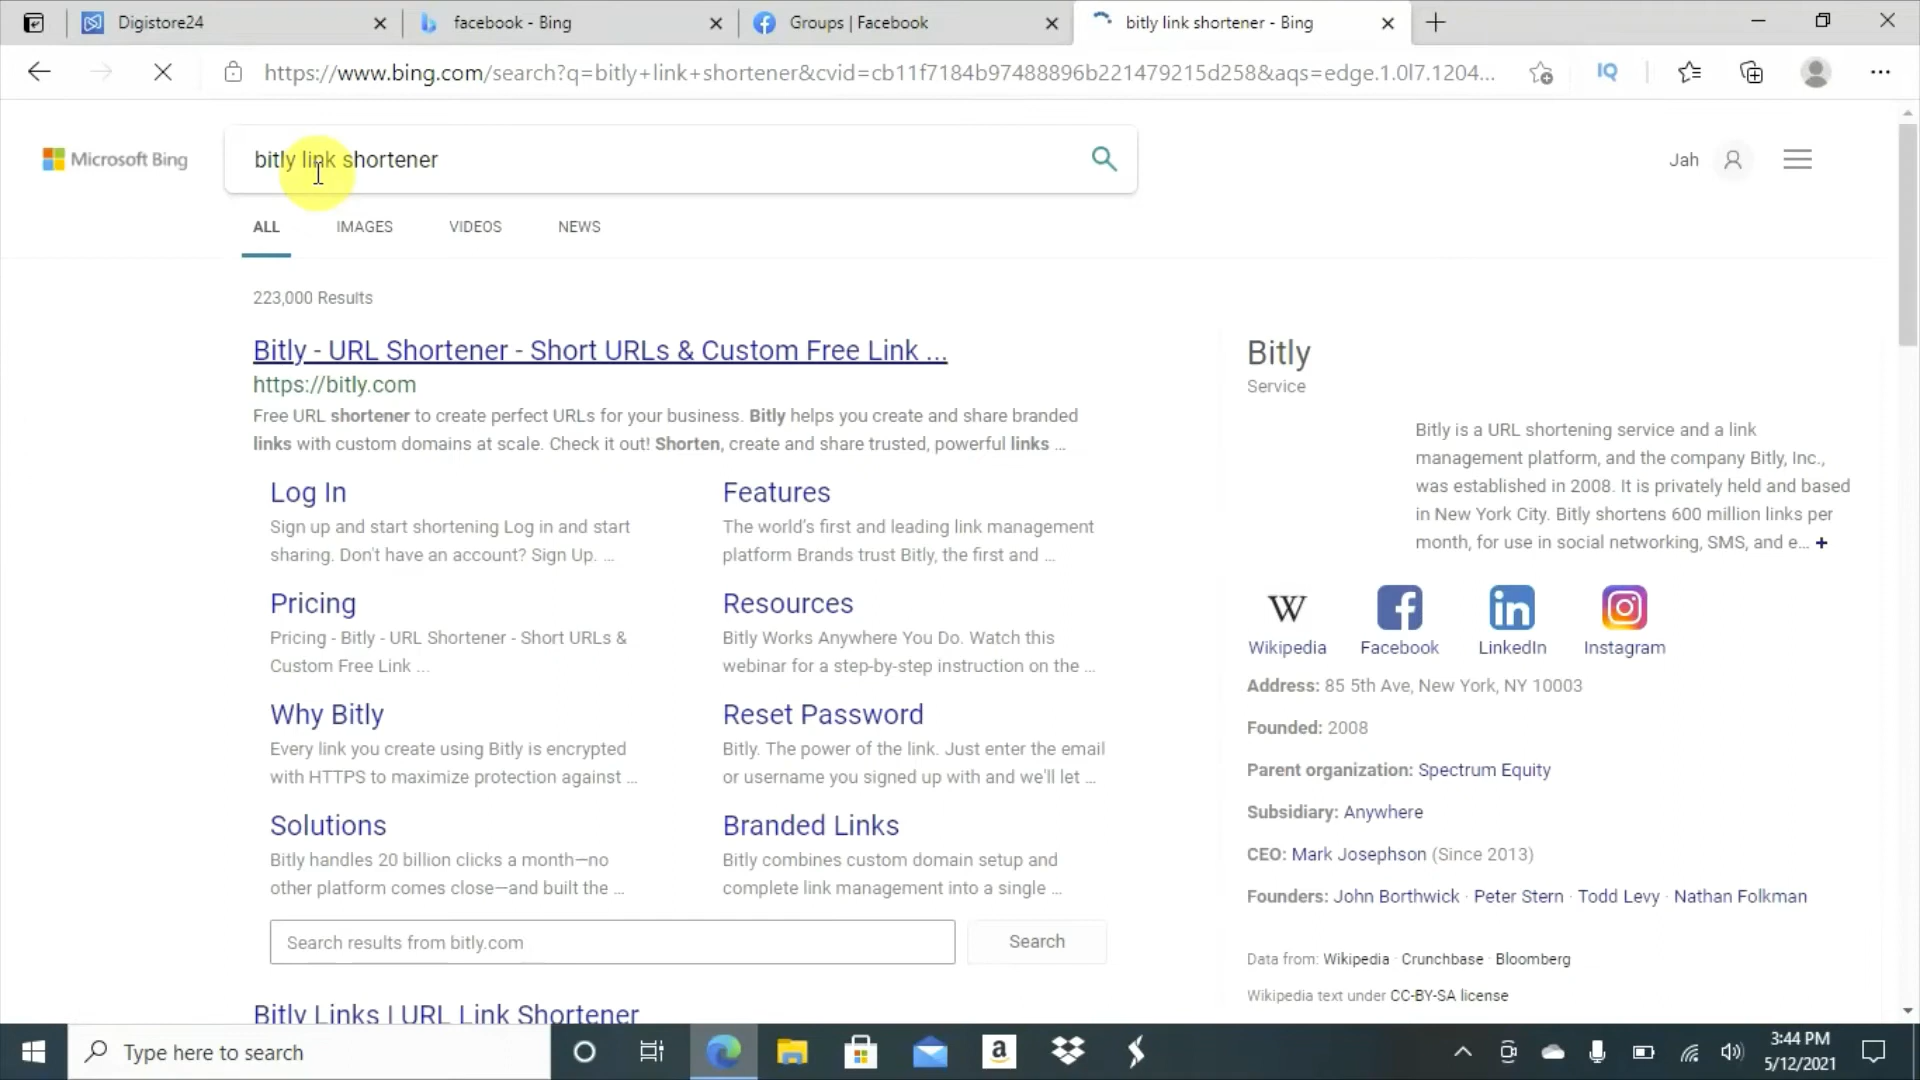 Digistore24
facebook - Bing
Groups | Facebook
bitly link shortener - Bing
https://www.bing.com/search?q=bitly+link+shortener&cvid=cb11f7184b97488896b221479215d258&aqs=edge.1.0l7.1204...
IQ
Microsoft Bing
bitly link shortener
Jah
ALL IMAGES VIDEOS NEWS
223,000 Results
Bitly - URL Shortener - Short URLs & Custom Free Link ...
https://bitly.com
Free URL shortener to create perfect URLs for your business. Bitly helps you create and share branded
links with custom domains at scale. Check it out! Shorten, create and share trusted, powerful links ...
Log In
Sign up and start shortening Log in and start
sharing. Don't have an account? Sign Up. ...
Features
The world's first and leading link management
platform Brands trust Bitly, the first and ...
Pricing
Pricing - Bitly - URL Shortener - Short URLs &
Custom Free Link ...
Resources
Bitly Works Anywhere You Do. Watch this
webinar for a step-by-step instruction on the ...
Why Bitly
Every link you create using Bitly is encrypted
with HTTPS to maximize protection against ...
Reset Password
Bitly. The power of the link. Just enter the email
or username you signed up with and we'll let ...
Solutions
Bitly handles 20 billion clicks a month—no
other platform comes close—and built the ...
Branded Links
Bitly combines custom domain setup and
complete link management into a single ...
Search results from bitly.com
Search
Bitly Links | URL Link Shortener
Bitly
Service
Bitly is a URL shortening service and a link
management platform, and the company Bitly, Inc.,
was established in 2008. It is privately held and based
in New York City. Bitly shortens 600 million links per
month, for use in social networking, SMS, and e... +
W
Wikipedia Facebook LinkedIn Instagram
Address: 85 5th Ave, New York, NY 10003
Founded: 2008
Parent organization: Spectrum Equity
Subsidiary: Anywhere
CEO: Mark Josephson (Since 2013)
Founders: John Borthwick · Peter Stern · Todd Levy · Nathan Folkman
Data from: Wikipedia · Crunchbase · Bloomberg
Wikipedia text under CC-BY-SA license
Type here to search
3:44 PM
5/12/2021